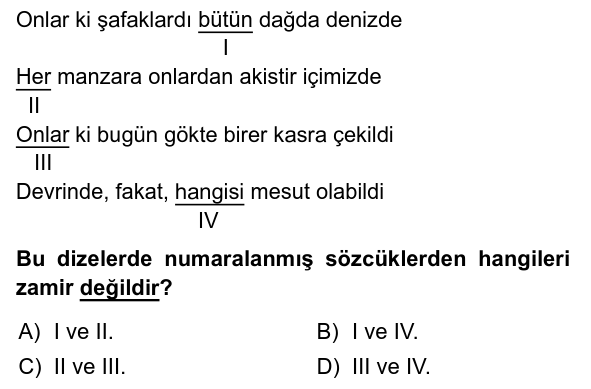 Onlar ki şafaklardı bütün dağda denizde
I
Her manzara onlardan akistir içimizde
II
Onlar ki bugün gökte birer kasra çekildi
III
Devrinde, fakat, hangisi mesut olabildi
IV
Bu dizelerde numaralanmış sözcüklerden hangileri
zamir değildir?
A) I ve II. B) I ve IV.
C) II ve III. D) III ve IV.